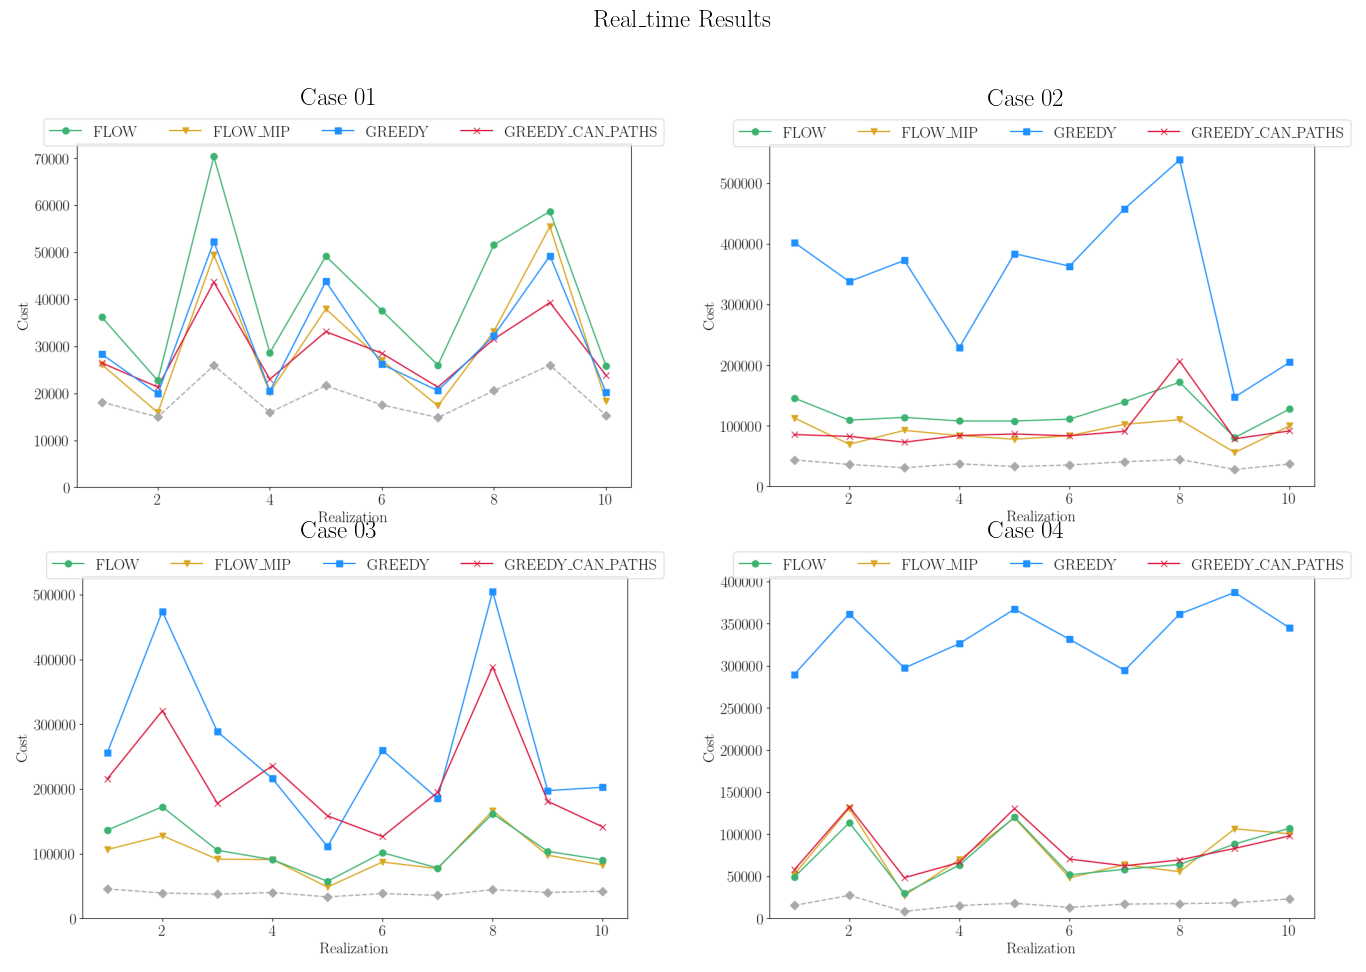 Real_time Results
Case 01
FLOW FLOW_MIP GREEDY GREEDY_CAN_PATHS
70000
60000
50000
40000
30000
20000
10000
0
Cost
2 4 6 8 10
Realization
Case 02
FLOW FLOW_MIP GREEDY GREEDY_CAN_PATHS
500000
400000
300000
200000
100000
0
Cost
2 4 6 8 10
Realization
Case 03
FLOW FLOW_MIP GREEDY GREEDY_CAN_PATHS
500000
400000
300000
200000
100000
0
Cost
2 4 6 8 10
Realization
Case 04
FLOW FLOW_MIP GREEDY GREEDY_CAN_PATHS
400000
350000
300000
250000
200000
150000
100000
50000
0
Cost
2 4 6 8 10
Realization